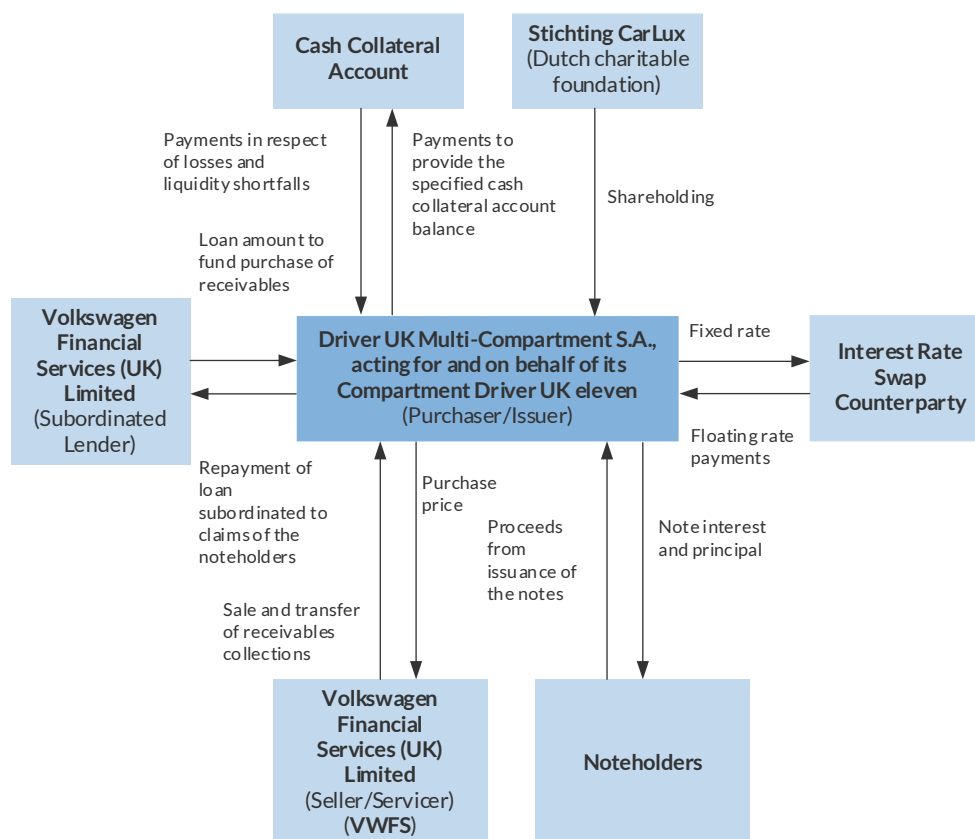 Cash Collateral
Account
Stichting CarLux
(Dutch charitable
foundation)
Payments in respect
of losses and
liquidity shortfalls
Payments to
provide the
specified cash
collateral account
balance
Shareholding
Loan amount to
fund purchase of
receivables
Volkswagen
Financial
Services (UK)
Limited
(Subordinated
Lender)
Driver UK Multi-Compartment S.A.,
acting for and on behalf of its
Compartment Driver UK eleven
(Purchaser/Issuer)
Fixed rate
Interest Rate
Swap
Counterparty
Floating rate
payments
Repayment of
loan
subordinated to
claims of the
noteholders
Purchase
price
Proceeds
from
issuance of
the notes
Note interest
and principal
Sale and transfer
of receivables
collections
Volkswagen
Financial
Services (UK)
Limited
(Seller/Servicer)
(VWFS)
Noteholders